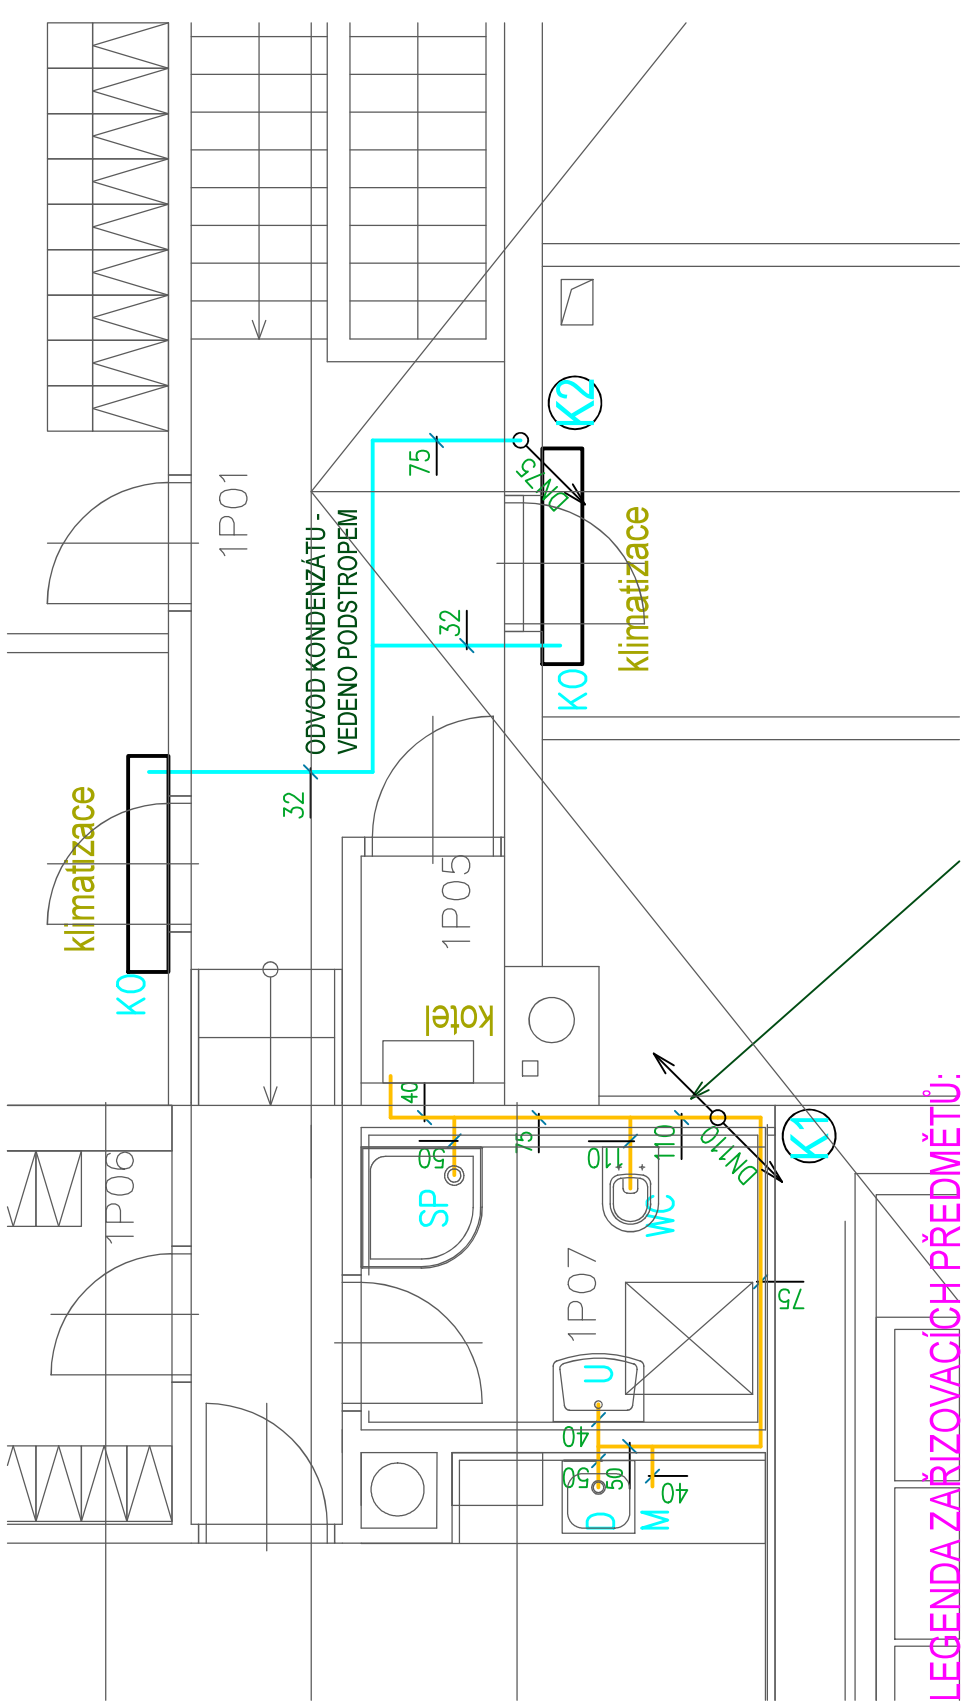 K2
75
DN75
1P01
ODVOD KONDENZÁTU -
VEDENO PODSTROPEM
klimatizace
32
KO
32
klimatizace
KO
1P05
kotel
40
50
75
110
110
DN110
K1
1P06
SP
WC
1P07
75
U
40
50
50
40
D
M
LEGENDA ZAŘIZOVACÍCH PŘEDMĚTŮ: